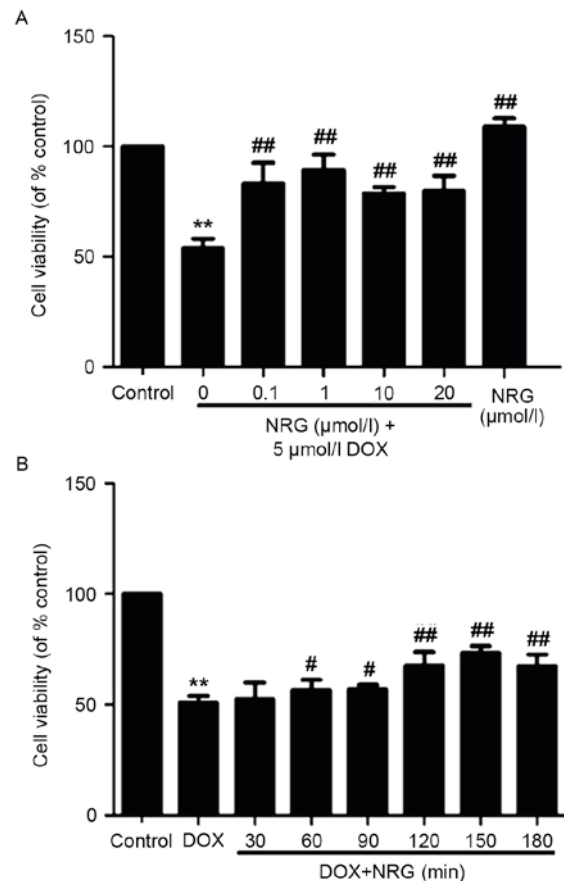 A
150
100
50
0
Cell viability (of % control)
**
##
##
##
##
##
Control
0
0.1
1
10
20
NRG
(μmol/l)
NRG (μmol/l) +
5 μmol/l DOX
B
150
100
50
0
Cell viability (of % control)
**
#
#
##
##
##
Control
DOX
30
60
90
120
150
180
DOX+NRG (min)